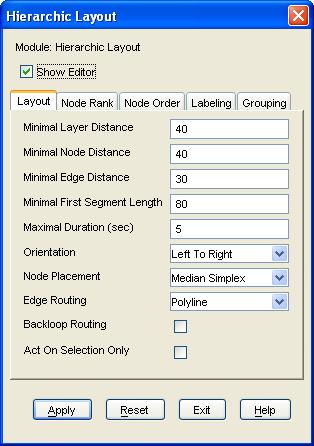 Hierarchic Layout
Module: Hierarchic Layout
Show Editor
Layout Node Rank Node Order Labeling Grouping
Minimal Layer Distance 40
Minimal Node Distance 40
Minimal Edge Distance 30
Minimal First Segment Length 80
Maximal Duration (sec) 5
Orientation Left To Right
Node Placement Median Simplex
Edge Routing Polyline
Backloop Routing
Act On Selection Only
Apply Reset Exit Help